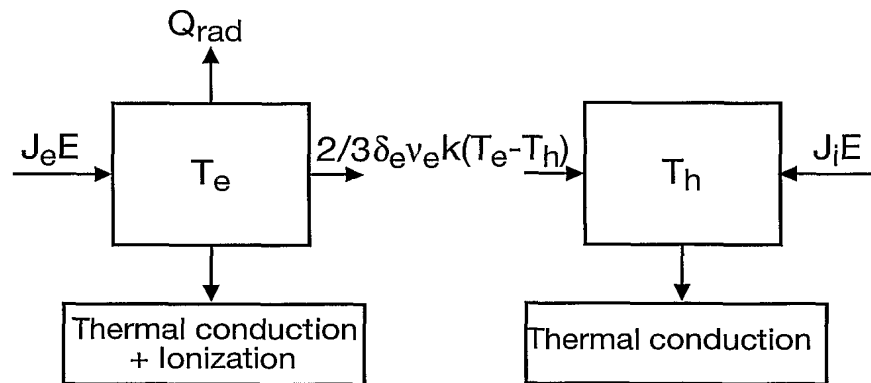 Q_rad
J_eE
T_e
2/3δ_eν_ek(T_e-T_h)
T_h
J_iE
Thermal conduction
+ Ionization
Thermal conduction